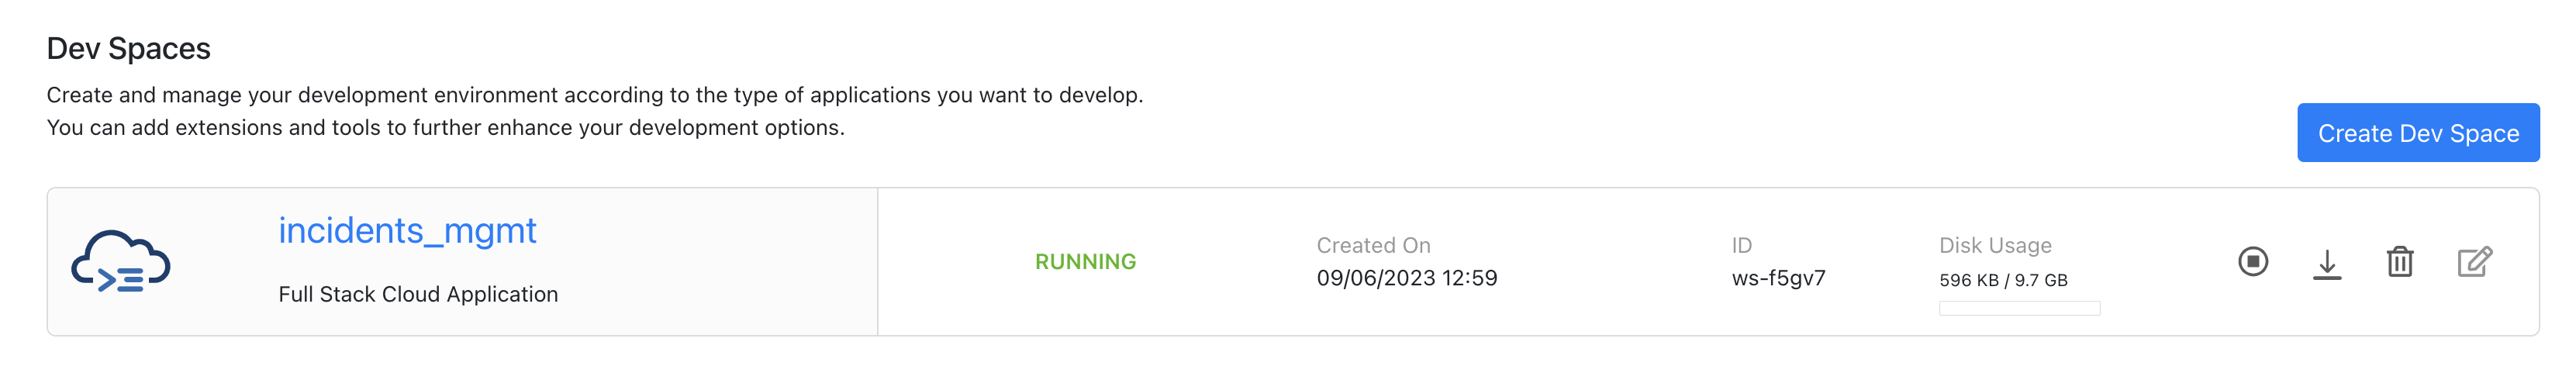 Dev Spaces
Create and manage your development environment according to the type of applications you want to develop.
You can add extensions and tools to further enhance your development options.
Create Dev Space
incidents_mgmt
Full Stack Cloud Application
RUNNING
Created On
09/06/2023 12:59
ID
ws-f5gv7
Disk Usage
596 KB / 9.7 GB